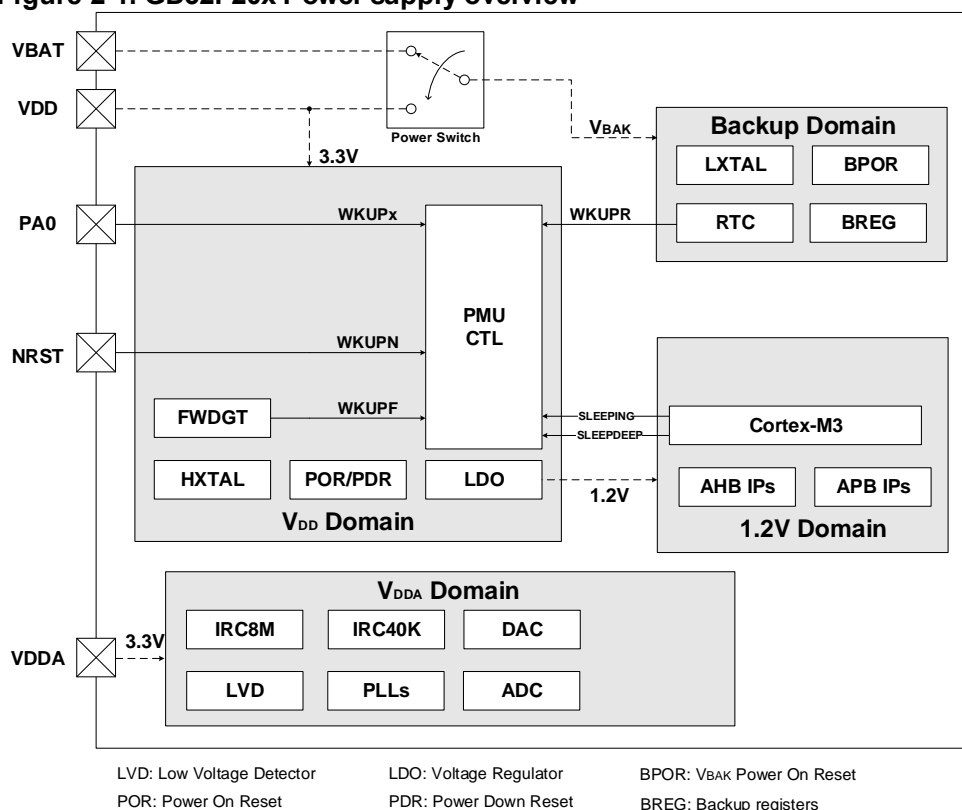 Figure 2-4. GD32F20x Power supply overview
VBAT
VDD
Power Switch
3.3V
VBAK
Backup Domain
LXTAL
BPOR
PA0
WKUPx
WKUPR
RTC
BREG
PMU
CTL
NRST
WKUPN
FWDGT
WKUPF
SLEEPING
SLEEPDEEP
Cortex-M3
HXTAL
POR/PDR
LDO
1.2V
AHB IPs
APB IPs
VDD Domain
1.2V Domain
VDDA Domain
VDDA
3.3V
IRC8M
IRC40K
DAC
LVD
PLLs
ADC
LVD: Low Voltage Detector
LDO: Voltage Regulator
BPOR: VBAK Power On Reset
POR: Power On Reset
PDR: Power Down Reset
BREG: Backup registers